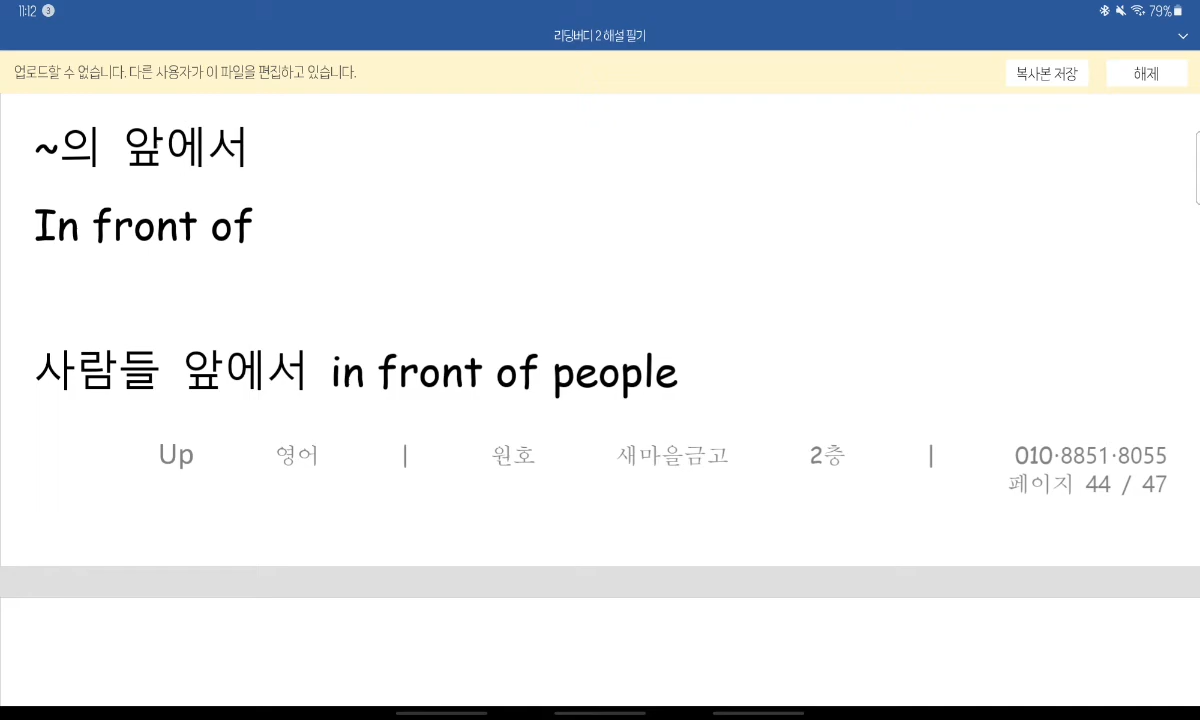 11:12 3 79%
리딩버디 2 해설 필기
업로드할 수 없습니다. 다른 사용자가 이 파일을 편집하고 있습니다. 복사본 저장 해제
~의 앞에서
In front of
사람들 앞에서 in front of people
Up 영어 | 원호 새마을금고 2층 | 010·8851·8055
페이지 44 / 47